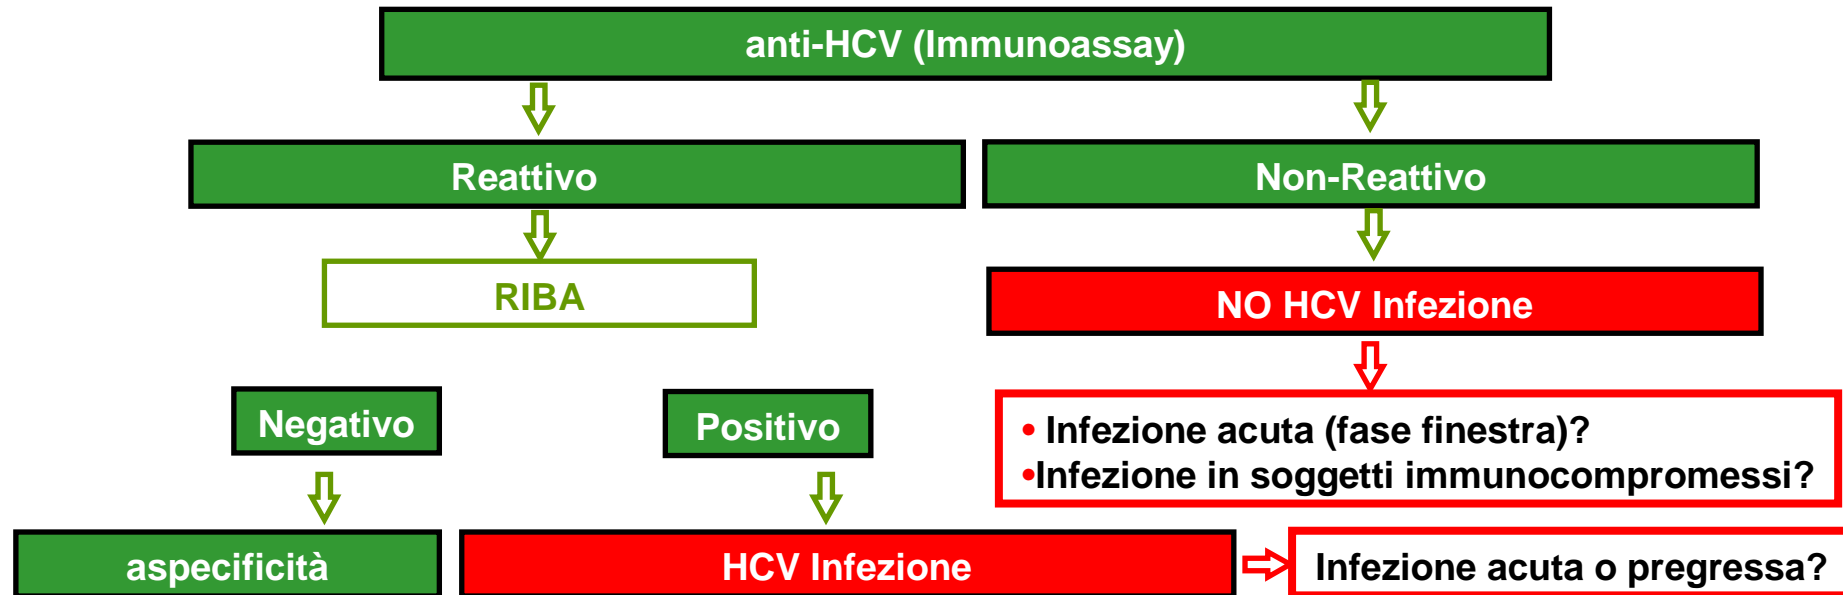 anti-HCV (Immunoassay)
Reattivo
Non-Reattivo
RIBA
NO HCV Infezione
Negativo
Positivo
• Infezione acuta (fase finestra)?
•Infezione in soggetti immunocompromessi?
aspecificità
HCV Infezione
Infezione acuta o pregressa?